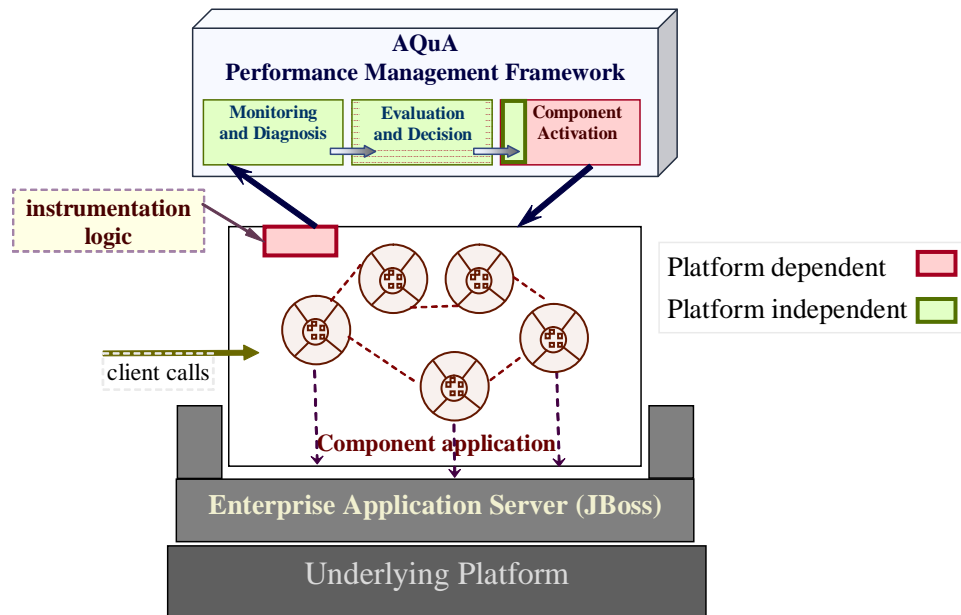 AQuA
Performance Management Framework
Monitoring
and Diagnosis
Evaluation
and Decision
Component
Activation
instrumentation
logic
Platform dependent
Platform independent
client calls
Component application
Enterprise Application Server (JBoss)
Underlying Platform